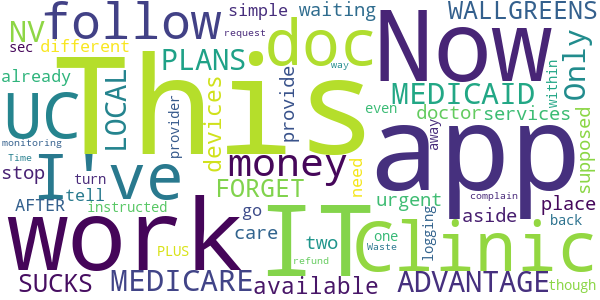 follow
doc
Now
simple
waiting
WALLGREENS
request
NV
sec
different
PLANS
way
Only
already
This
app
MEDICAID
within
UC
LOCAL
provider
devices
provide
doctor
services
even
away
supposed
monitoring
Time
I've
money
need
stop
turn
tell
FORGET
urgent
complain
place
AFTER
instructed
work
IT
clinic
go
aside
logging
back
care
two
one
Waste
PLUS
refund
SUCKS
MEDICARE
available
ADVANTAGE
though